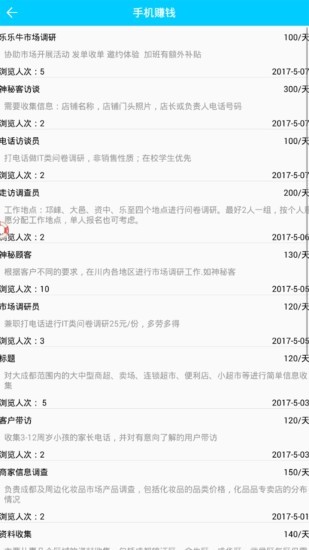 手机赚钱
乐乐牛市场调研 100/天
协助市场开展活动 发单收单 邀约体验  加班有额外补贴
浏览人次：5 2017-5-07
神秘客访谈 300/天
需要收集信息：店铺名称，店铺门头照片，店长或负责人电话号码
浏览人次：2 2017-5-07
电话访谈员 100/天
打电话做IT类问卷调研，非销售性质；在校学生优先
浏览人次：2 2017-5-07
走访调查员 200/天
工作地点：邛崃、大邑、资中、乐至四个地点进行问卷调研。最好2人一组，按个人意
愿分配工作地点，单人报名也可考虑。
浏览人次：2 2017-5-06
神秘顾客 130/天
根据客户不同的要求，在川内各地区进行市场调研工作.如神秘客
浏览人次：10 2017-5-05
市场调研员 120/天
兼职打电话进行IT类问卷调研25元/份，多劳多得
浏览人次：3 2017-5-05
标题 120/天
对大成都范围内的大中型商超、卖场、连锁超市、便利店、小超市等进行简单信息收
集
浏览人次： 5 2017-5-03
客户带访 120/天
收集3-12周岁小孩的家长电话，并对有意向了解的用户带访
浏览人次：2 2017-5-03
商家信息调查 150/天
负责成都及周边化妆品市场产品调查，包括化妆品的品类价格，化品品专卖店的分布
情况
浏览人次：2 2017-5-03
资料收集 140/天